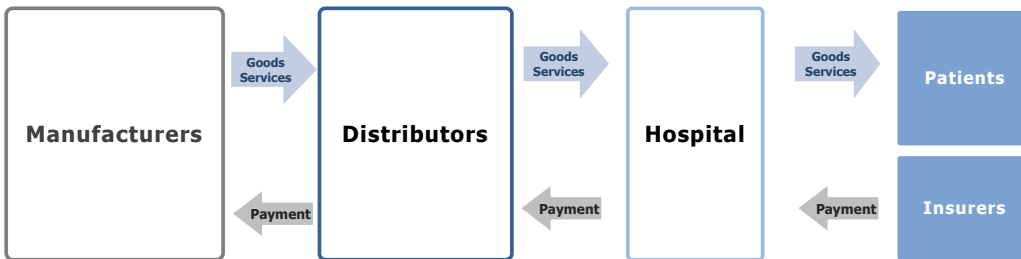 Manufacturers
Goods
Services
Payment
Distributors
Goods
Services
Payment
Hospital
Goods
Services
Payment
Patients
Insurers